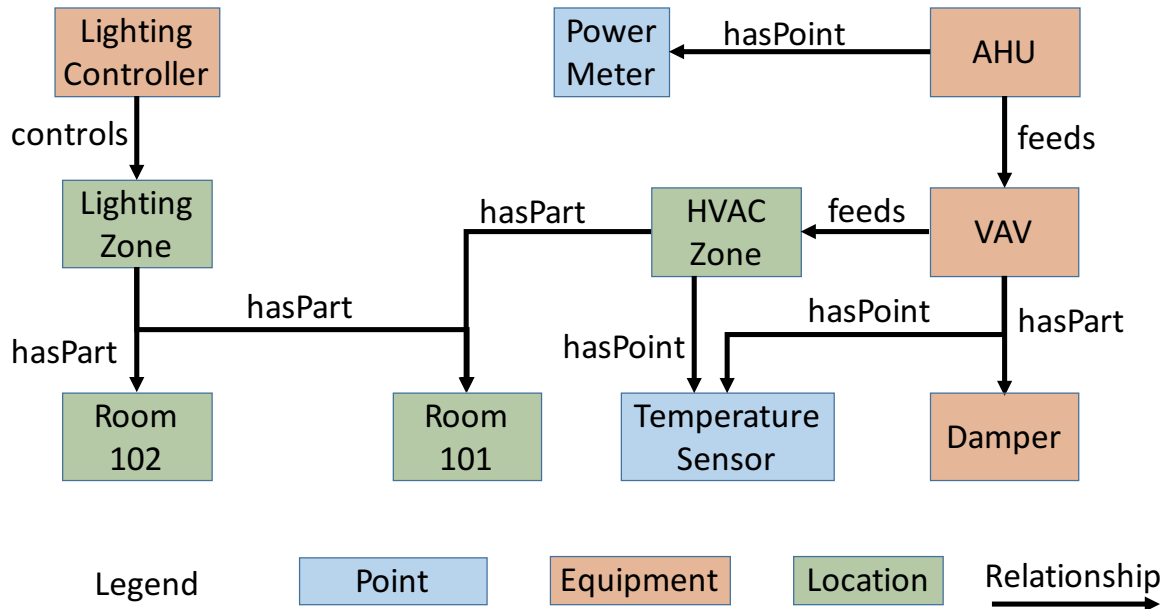 Lighting
Controller
Power
Meter
hasPoint
AHU
controls
feeds
Lighting
Zone
hasPart
HVAC
Zone
feeds
VAV
hasPart
hasPoint
hasPart
hasPart
hasPoint
Room
102
Room
101
Temperature
Sensor
Damper
Legend
Point
Equipment
Location
Relationship